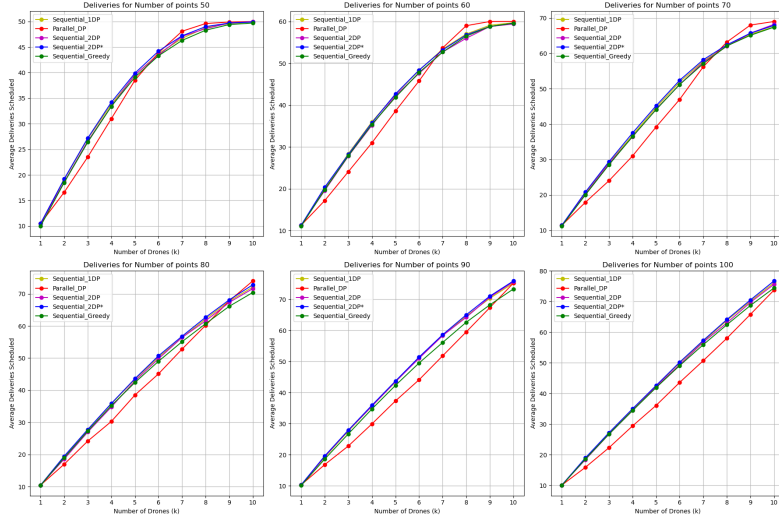 Deliveries for Number of points 50
Average Deliveries Scheduled
50
45
40
35
30
25
20
15
10
Sequential_1DP
Parallel_DP
Sequential_2DP
Sequential_2DP*
Sequential_Greedy
1 2 3 4 5 6 7 8 9 10
Number of Drones (k)
Deliveries for Number of points 60
Average Deliveries Scheduled
60
50
40
30
20
10
Sequential_1DP
Parallel_DP
Sequential_2DP
Sequential_2DP*
Sequential_Greedy
1 2 3 4 5 6 7 8 9 10
Number of Drones (k)
Deliveries for Number of points 70
Average Deliveries Scheduled
70
60
50
40
30
20
10
Sequential_1DP
Parallel_DP
Sequential_2DP
Sequential_2DP*
Sequential_Greedy
1 2 3 4 5 6 7 8 9 10
Number of Drones (k)
Deliveries for Number of points 80
Average Deliveries Scheduled
70
60
50
40
30
20
10
Sequential_1DP
Parallel_DP
Sequential_2DP
Sequential_2DP*
Sequential_Greedy
1 2 3 4 5 6 7 8 9 10
Number of Drones (k)
Deliveries for Number of points 90
Average Deliveries Scheduled
70
60
50
40
30
20
10
Sequential_1DP
Parallel_DP
Sequential_2DP
Sequential_2DP*
Sequential_Greedy
1 2 3 4 5 6 7 8 9 10
Number of Drones (k)
Deliveries for Number of points 100
Average Deliveries Scheduled
80
70
60
50
40
30
20
10
Sequential_1DP
Parallel_DP
Sequential_2DP
Sequential_2DP*
Sequential_Greedy
1 2 3 4 5 6 7 8 9 10
Number of Drones (k)